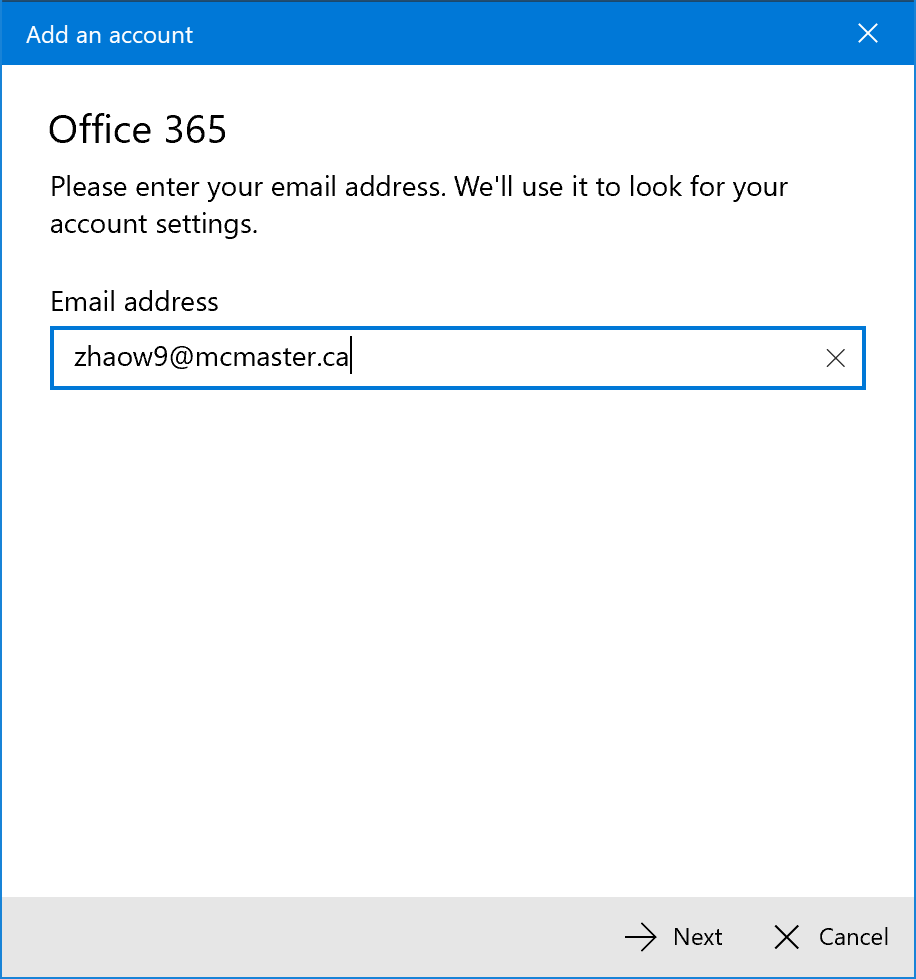 Add an account
Office 365
Please enter your email address. We'll use it to look for your
account settings.
Email address
zhaow9@mcmaster.ca
Next
Cancel